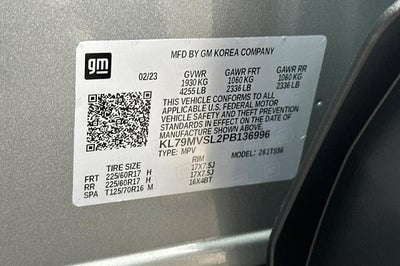 gm
MFD BY GM KOREA COMPANY
02/23 GVWR GAWR FRT GAWR RR
1930 KG 1060 KG 1060 KG
4255 LB 2336 LB 2336 LB
THIS VEHICLE CONFORMS TO ALL
APPLICABLE U.S. FEDERAL MOTOR
VEHICLE SAFETY AND THEFT PREVENTION
STANDARDS IN EFFECT ON THE DATE OF
MANUFACTURE SHOWN ABOVE.
KL79MVSL2PB136996
TYPE: MPV MODEL: 261TS56
TIRE SIZE RIM
FRT 225/60R17 H 17X7.5J
RR 225/60R17 H 17X7.5J
SPA T125/70R16 M 16X4BT